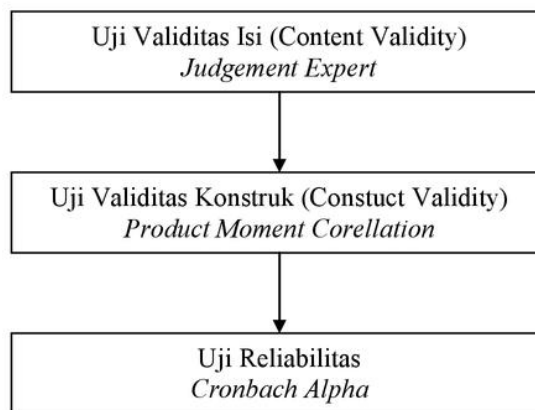 Uji Validitas Isi (Content Validity)
Judgement Expert
Uji Validitas Konstruk (Constuct Validity)
Product Moment Corellation
Uji Reliabilitas
Cronbach Alpha